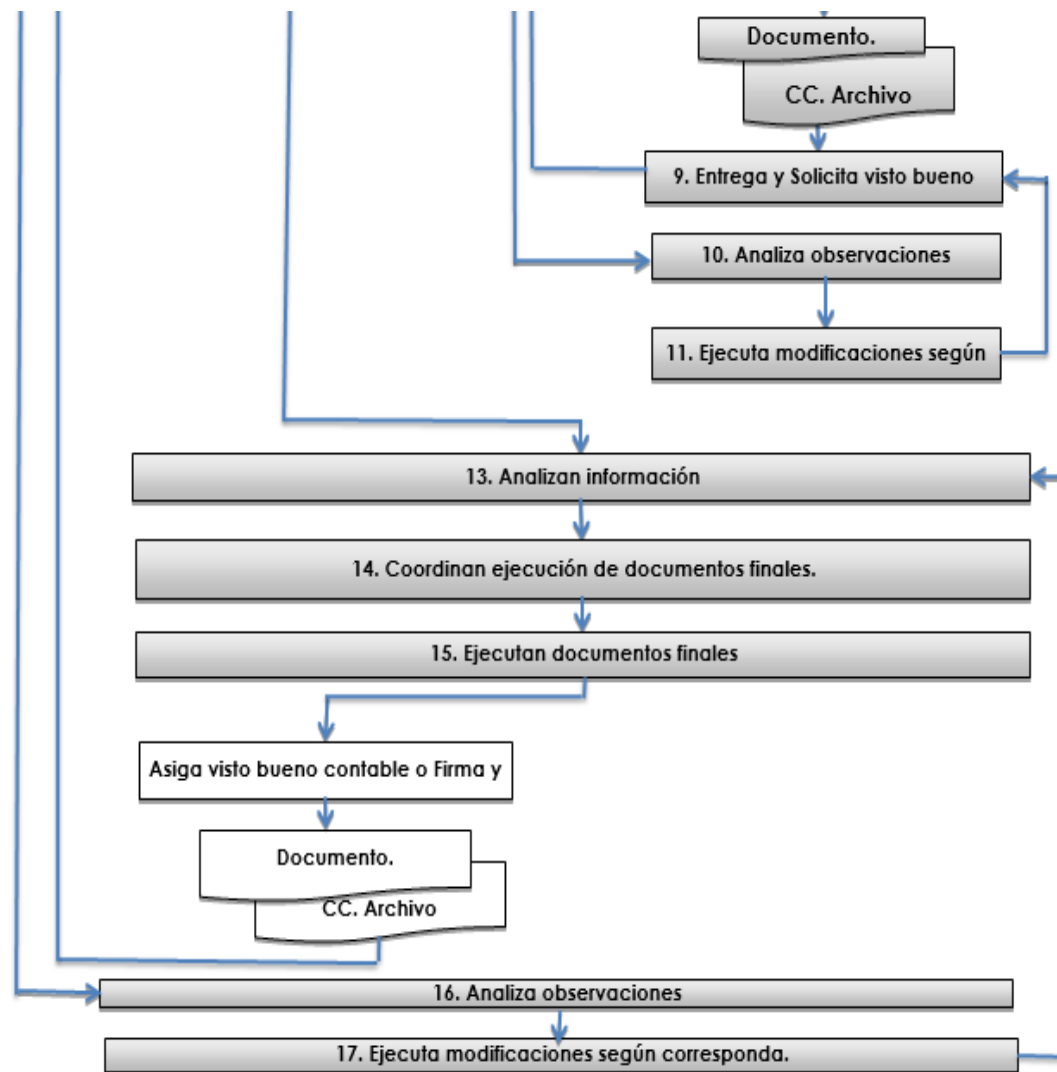 Documento.
CC. Archivo
9. Entrega y Solicita visto bueno
10. Analiza observaciones
11. Ejecuta modificaciones según
13. Analizan información
14. Coordinan ejecución de documentos finales.
15. Ejecutan documentos finales
Asiga visto bueno contable o Firma y
Documento.
CC. Archivo
16. Analiza observaciones
17. Ejecuta modificaciones según corresponda.